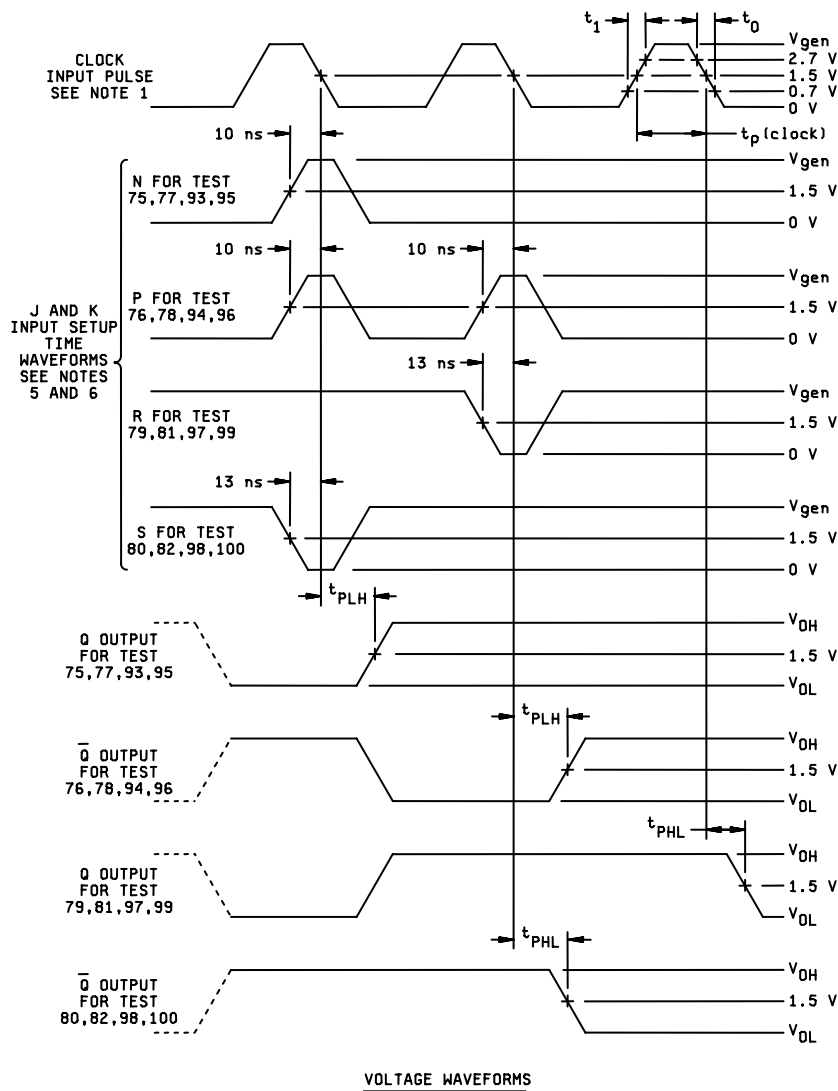 t1
t0
CLOCK
INPUT PULSE
SEE NOTE 1
Vgen
2.7 V
1.5 V
0.7 V
0 V
tp(clock)
10 ns
N FOR TEST
75,77,93,95
Vgen
1.5 V
0 V
10 ns
10 ns
P FOR TEST
76,78,94,96
Vgen
1.5 V
0 V
J AND K
INPUT SETUP
TIME
WAVEFORMS
SEE NOTES
5 AND 6
13 ns
R FOR TEST
79,81,97,99
Vgen
1.5 V
0 V
13 ns
S FOR TEST
80,82,98,100
Vgen
1.5 V
0 V
tPLH
Q OUTPUT
FOR TEST
75,77,93,95
VOH
1.5 V
VOL
tPLH
Q̅ OUTPUT
FOR TEST
76,78,94,96
VOH
1.5 V
VOL
tPHL
Q OUTPUT
FOR TEST
79,81,97,99
VOH
1.5 V
VOL
tPHL
Q̅ OUTPUT
FOR TEST
80,82,98,100
VOH
1.5 V
VOL
VOLTAGE WAVEFORMS